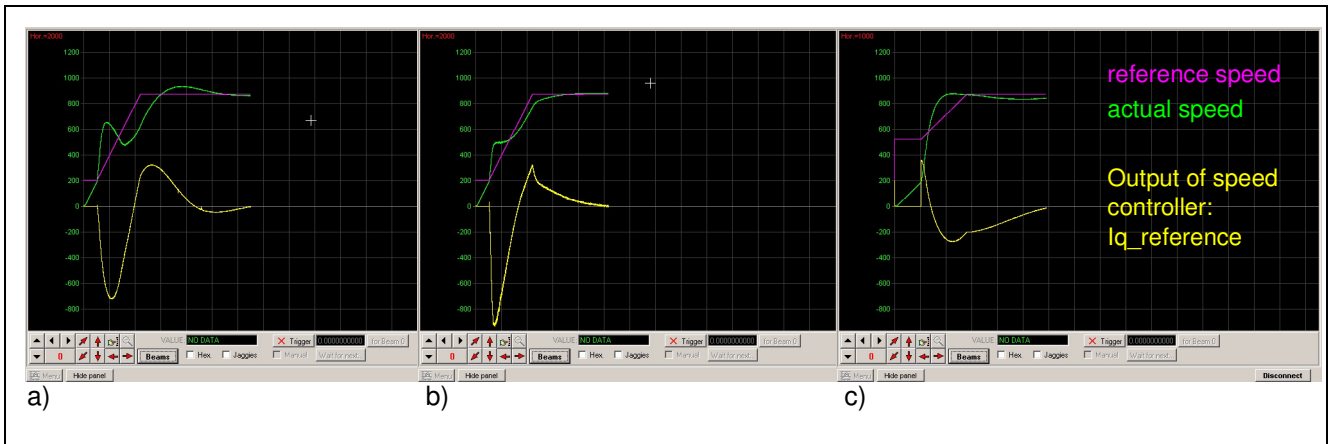 Hor =2000
1200
1000
800
600
400
200
0
-200
-400
-600
-800
VALUE: NO DATA
Trigger 0.0000000000 for Beam 0
0 Beams Hex. Jaggies Manual Wait for next...
Menu Hide panel
a)
Hor =2000
1200
1000
800
600
400
200
0
-200
-400
-600
-800
VALUE: NO DATA
Trigger 0.0000000000 for Beam 0
0 Beams Hex. Jaggies Manual Wait for next...
Menu Hide panel
b)
Hor =1000
1200
1000
800
600
400
200
0
-200
-400
-600
-800
reference speed
actual speed
Output of speed
controller:
Iq_reference
VALUE: NO DATA
Trigger 0.0000000000 for Beam 0
0 Beams Hex. Jaggies Manual Wait for next...
Menu Hide panel Disconnect
c)